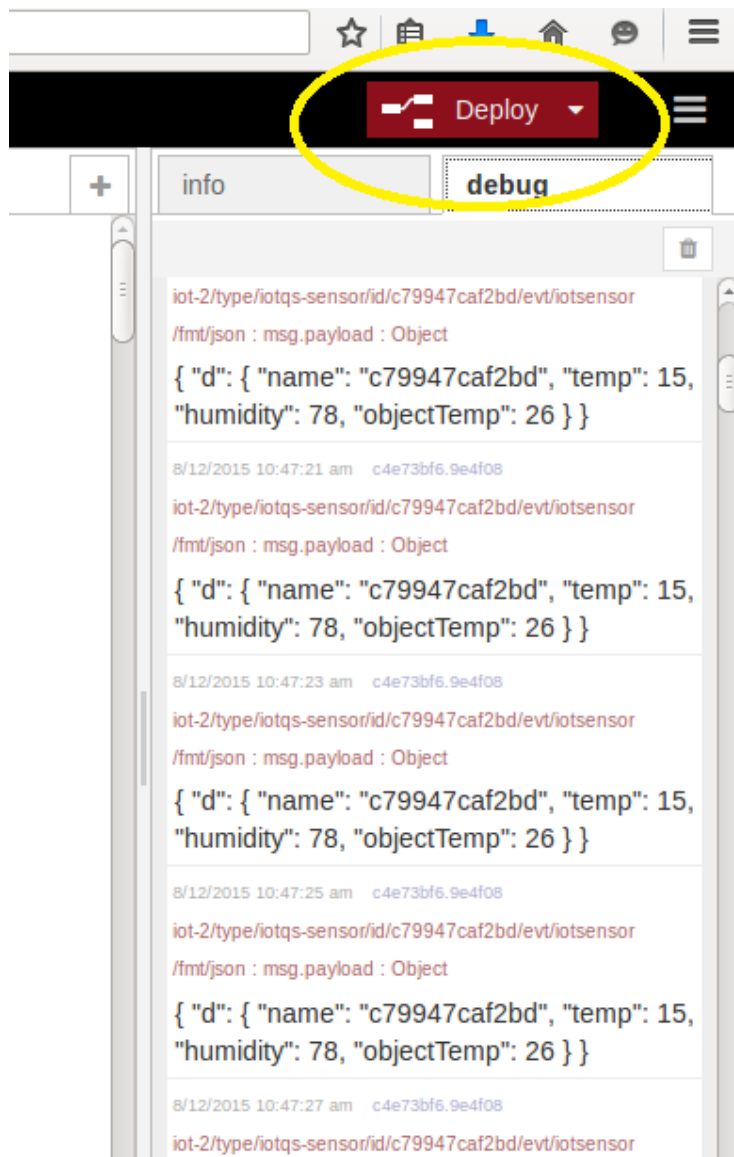 Deploy
info
debug
iot-2/type/iotqs-sensor/id/c79947caf2bd/evt/iotsensor
/fmt/json : msg.payload : Object
{ "d": { "name": "c79947caf2bd", "temp": 15,
"humidity": 78, "objectTemp": 26 } }
8/12/2015 10:47:21 am c4e73bf6.9e4f08
iot-2/type/iotqs-sensor/id/c79947caf2bd/evt/iotsensor
/fmt/json : msg.payload : Object
{ "d": { "name": "c79947caf2bd", "temp": 15,
"humidity": 78, "objectTemp": 26 } }
8/12/2015 10:47:23 am c4e73bf6.9e4f08
iot-2/type/iotqs-sensor/id/c79947caf2bd/evt/iotsensor
/fmt/json : msg.payload : Object
{ "d": { "name": "c79947caf2bd", "temp": 15,
"humidity": 78, "objectTemp": 26 } }
8/12/2015 10:47:25 am c4e73bf6.9e4f08
iot-2/type/iotqs-sensor/id/c79947caf2bd/evt/iotsensor
/fmt/json : msg.payload : Object
{ "d": { "name": "c79947caf2bd", "temp": 15,
"humidity": 78, "objectTemp": 26 } }
8/12/2015 10:47:27 am c4e73bf6.9e4f08
iot-2/type/iotqs-sensor/id/c79947caf2bd/evt/iotsensor